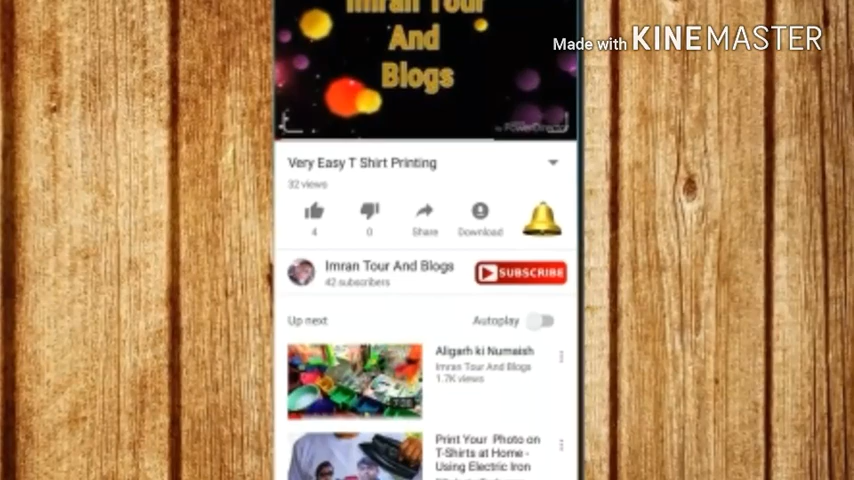 Imran Tour
And
Blogs
Made with KINEMASTER
by PowerDirector
Very Easy T Shirt Printing
32 views
4
0
Share
Download
Imran Tour And Blogs
42 subscribers
SUBSCRIBE
Up next
Autoplay
Aligarh ki Numaish
Imran Tour And Blogs
1.7K views
Print Your Photo on
T-Shirts at Home -
Using Electric Iron